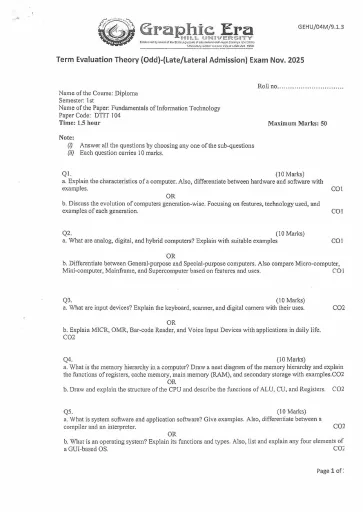 GEHU/04M/9.1.3
Graphic Era
HILL UNIVERSITY
Term Evaluation Theory (Odd)-(Late/Lateral Admission) Exam Nov. 2025
Roll no..............................
Name of the Course: Diploma
Semester: 1st
Name of the Paper: Fundamentals of Information Technology
Paper Code: DTIT 104
Time: 1.5 hour Maximum Marks: 50
Note:
(i) Answer all the questions by choosing any one of the sub-questions
(ii) Each question carries 10 marks.
Q1. (10 Marks)
a. Explain the characteristics of a computer. Also, differentiate between hardware and software with
examples. CO1
OR
b. Discuss the evolution of computers generation-wise. Focusing on features, technology used, and
examples of each generation. CO1
Q2. (10 Marks)
a. What are analog, digital, and hybrid computers? Explain with suitable examples CO1
OR
b. Differentiate between General-purpose and Special-purpose computers. Also compare Micro-computer,
Mini-computer, Mainframe, and Supercomputer based on features and uses. CO1
Q3. (10 Marks)
a. What are input devices? Explain the keyboard, scanner, and digital camera with their uses. CO2
OR
b. Explain MICR, OMR, Bar-code Reader, and Voice Input Devices with applications in daily life.
CO2
Q4. (10 Marks)
a. What is the memory hierarchy in a computer? Draw a neat diagram of the memory hierarchy and explain
the functions of registers, cache memory, main memory (RAM), and secondary storage with examples.CO2
OR
b. Draw and explain the structure of the CPU and describe the functions of ALU, CU, and Registers. CO2
Q5. (10 Marks)
a. What is system software and application software? Give examples. Also, differentiate between a
compiler and an interpreter. CO2
OR
b. What is an operating system? Explain its functions and types. Also, list and explain any four elements of
a GUI-based OS. CO2
Page 1 of